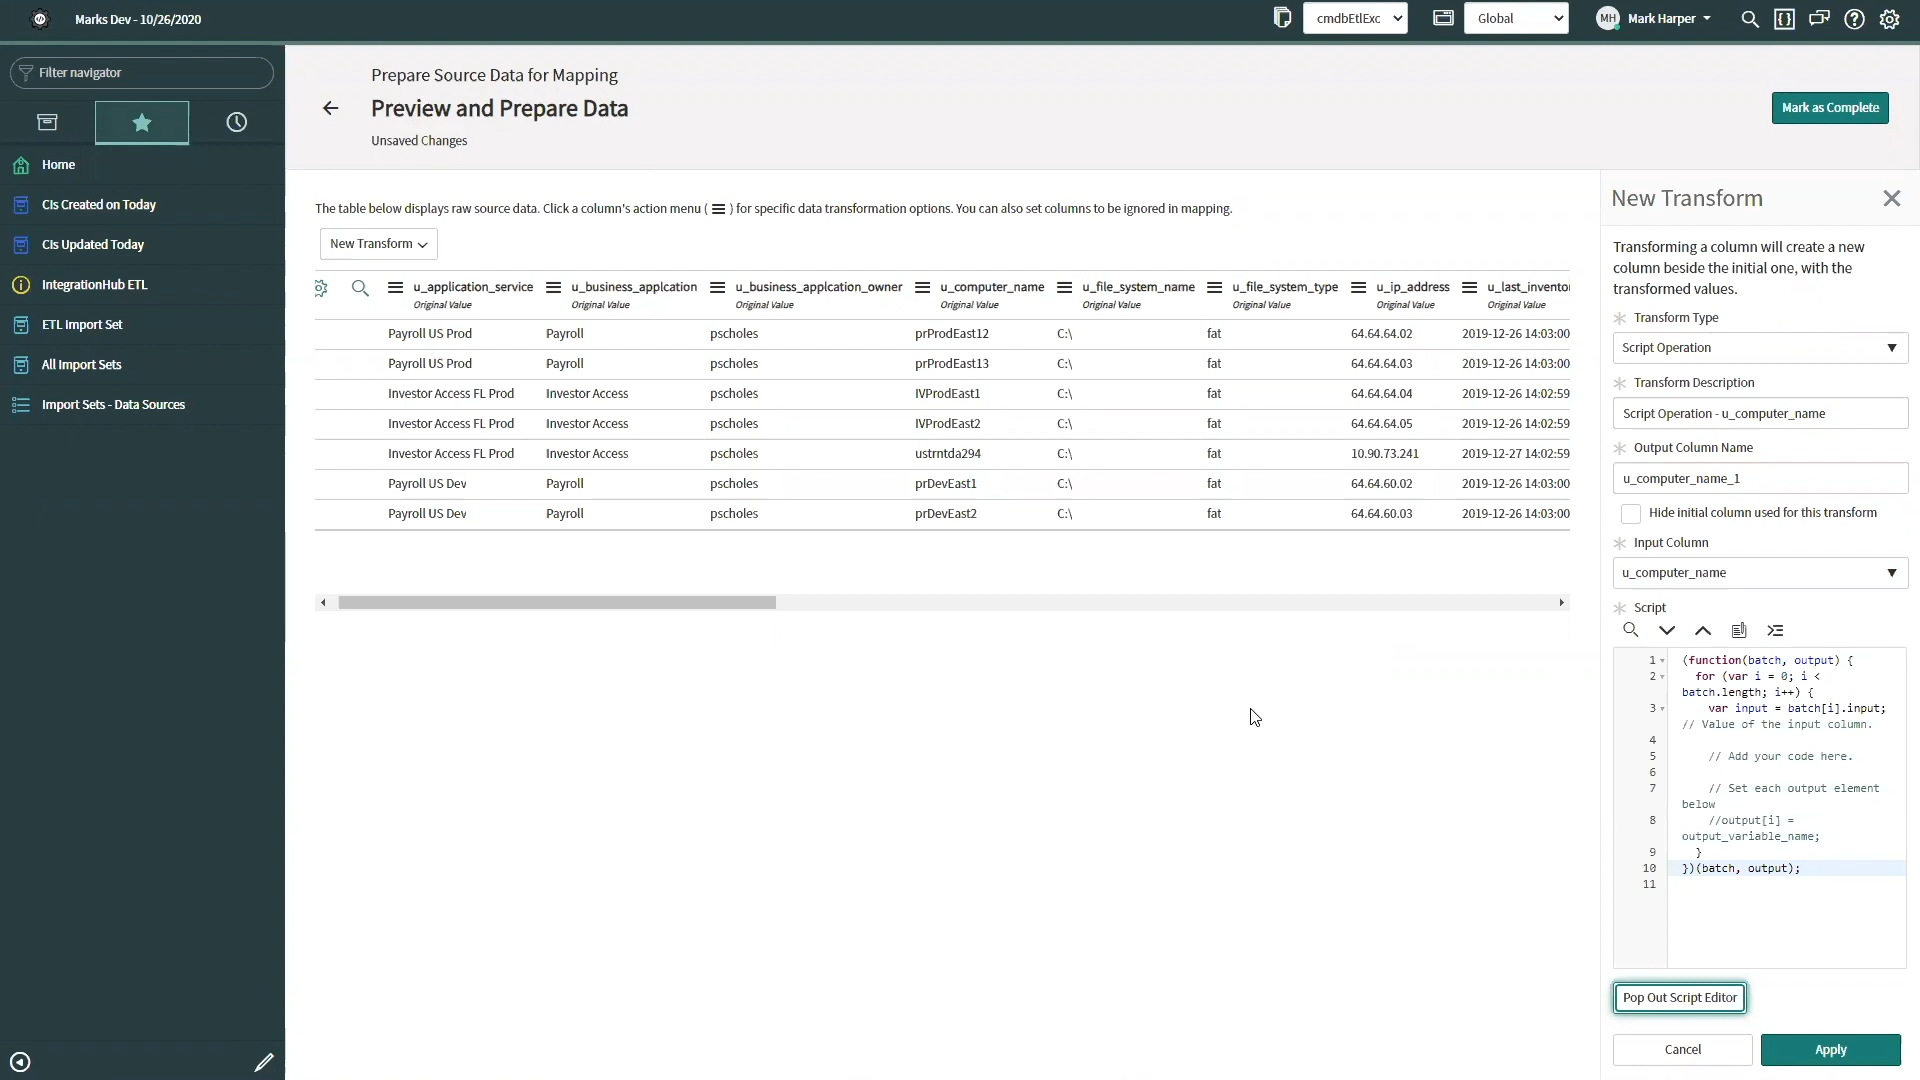 Marks Dev - 10/26/2020
cmdbEtlExc
Global
MH
Mark Harper
Filter navigator
Home
CIs Created on Today
CIs Updated Today
IntegrationHub ETL
ETL Import Set
All Import Sets
Import Sets - Data Sources
Prepare Source Data for Mapping
Preview and Prepare Data
Unsaved Changes
Mark as Complete
The table below displays raw source data. Click a column's action menu ( ☰ ) for specific data transformation options. You can also set columns to be ignored in mapping.
New Transform
u_application_service u_business_applcation u_business_applcation_owner u_computer_name u_file_system_name u_file_system_type u_ip_address u_last_invento
Original Value Original Value Original Value Original Value Original Value Original Value Original Value Original Value
Payroll US Prod Payroll pscholes prProdEast12 C:\ fat 64.64.64.02 2019-12-26 14:03:00
Payroll US Prod Payroll pscholes prProdEast13 C:\ fat 64.64.64.03 2019-12-26 14:03:00
Investor Access FL Prod Investor Access pscholes IVProdEast1 C:\ fat 64.64.64.04 2019-12-26 14:02:59
Investor Access FL Prod Investor Access pscholes IVProdEast2 C:\ fat 64.64.64.05 2019-12-26 14:02:59
Investor Access FL Prod Investor Access pscholes ustrntda294 C:\ fat 10.90.73.241 2019-12-27 14:02:59
Payroll US Dev Payroll pscholes prDevEast1 C:\ fat 64.64.60.02 2019-12-26 14:03:00
Payroll US Dev Payroll pscholes prDevEast2 C:\ fat 64.64.60.03 2019-12-26 14:03:00
New Transform
Transforming a column will create a new
column beside the initial one, with the
transformed values.
Transform Type
Script Operation
Transform Description
Script Operation - u_computer_name
Output Column Name
u_computer_name_1
Hide initial column used for this transform
Input Column
u_computer_name
Script
1 (function(batch, output) {
2 for (var i = 0; i <
batch.length; i++) {
3 var input = batch[i].input;
// Value of the input column.
4
5 // Add your code here.
6
7 // Set each output element
below
8 //output[i] =
output_variable_name;
9 }
10 })(batch, output);
11
Pop Out Script Editor
Cancel
Apply